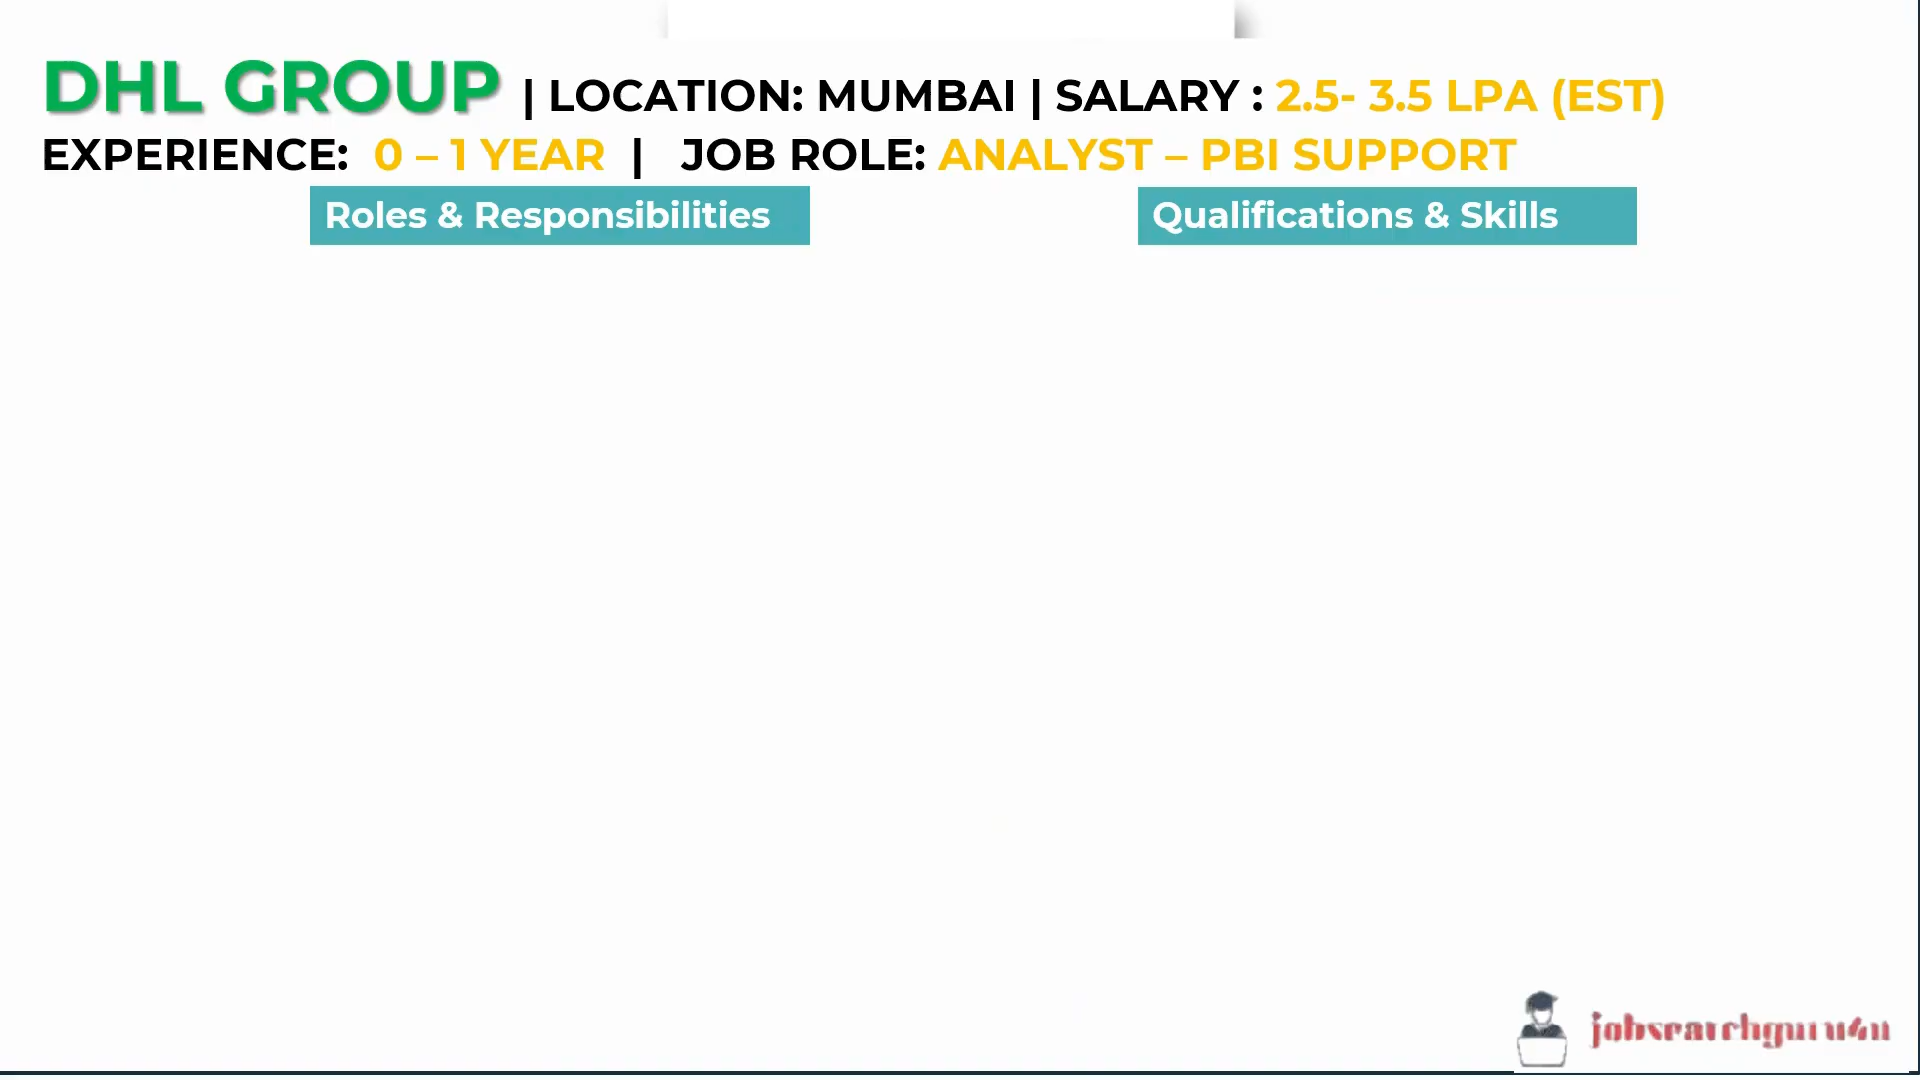 DHL GROUP | LOCATION: MUMBAI | SALARY : 2.5- 3.5 LPA (EST)
EXPERIENCE: 0 – 1 YEAR | JOB ROLE: ANALYST – PBI SUPPORT
Roles & Responsibilities
Qualifications & Skills
jobsearchguru4u